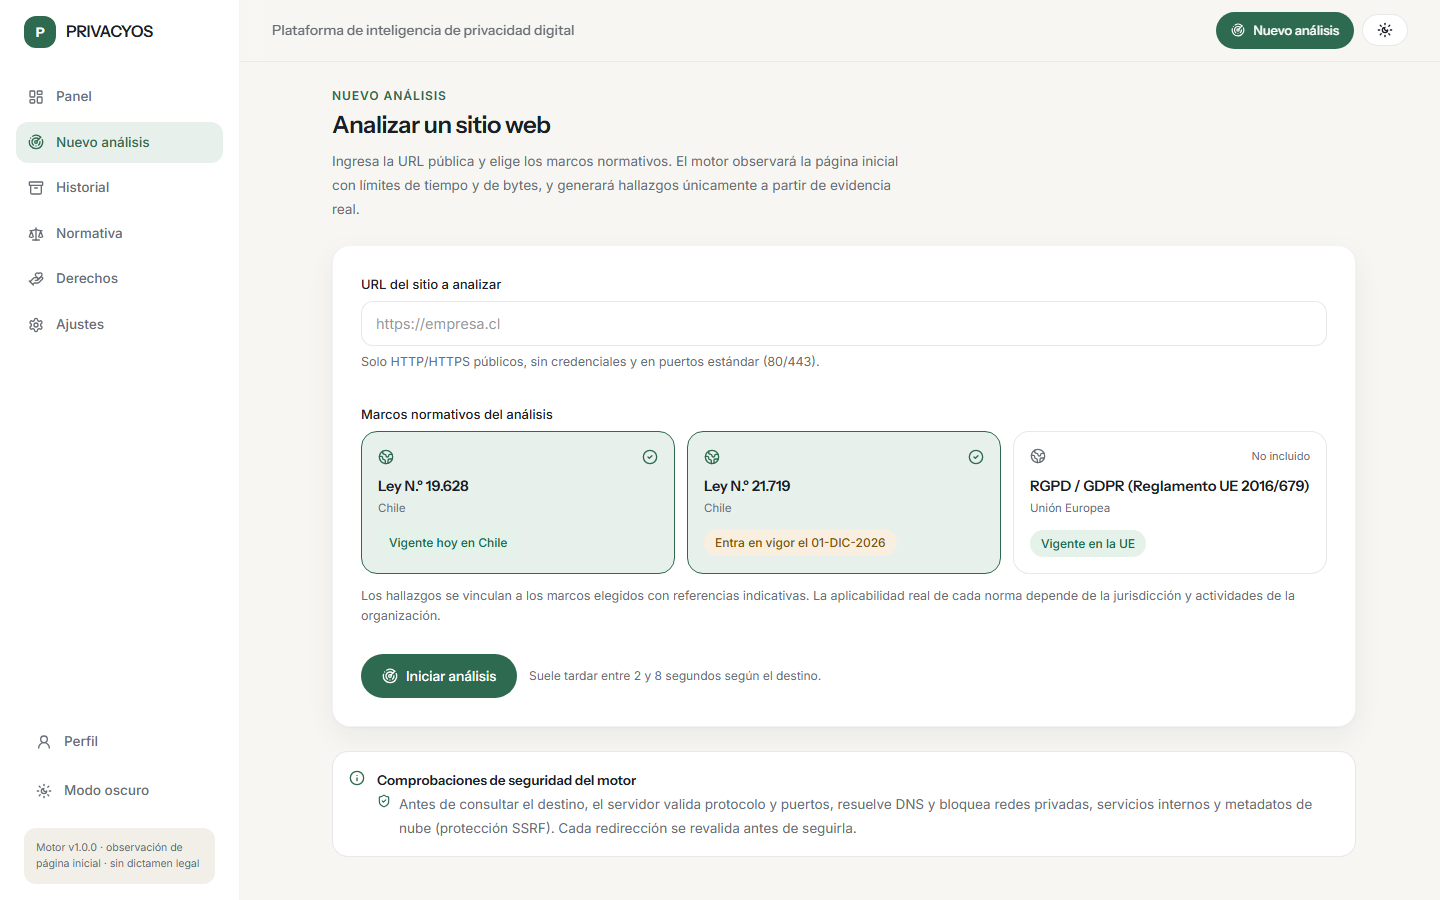 P PRIVACYOS
Plataforma de inteligencia de privacidad digital
Nuevo análisis
Panel
Nuevo análisis
Historial
Normativa
Derechos
Ajustes
Perfil
Modo oscuro
Motor v1.0.0 · observación de
página inicial · sin dictamen legal
NUEVO ANÁLISIS
Analizar un sitio web
Ingresa la URL pública y elige los marcos normativos. El motor observará la página inicial
con límites de tiempo y de bytes, y generará hallazgos únicamente a partir de evidencia
real.
URL del sitio a analizar
https://empresa.cl
Solo HTTP/HTTPS públicos, sin credenciales y en puertos estándar (80/443).
Marcos normativos del análisis
Ley N.º 19.628
Chile
Vigente hoy en Chile
Ley N.º 21.719
Chile
Entra en vigor el 01-DIC-2026
No incluido
RGPD / GDPR (Reglamento UE 2016/679)
Unión Europea
Vigente en la UE
Los hallazgos se vinculan a los marcos elegidos con referencias indicativas. La aplicabilidad real de cada norma depende de la jurisdicción y actividades de la
organización.
Iniciar análisis
Suele tardar entre 2 y 8 segundos según el destino.
Comprobaciones de seguridad del motor
Antes de consultar el destino, el servidor valida protocolo y puertos, resuelve DNS y bloquea redes privadas, servicios internos y metadatos de
nube (protección SSRF). Cada redirección se revalida antes de seguirla.